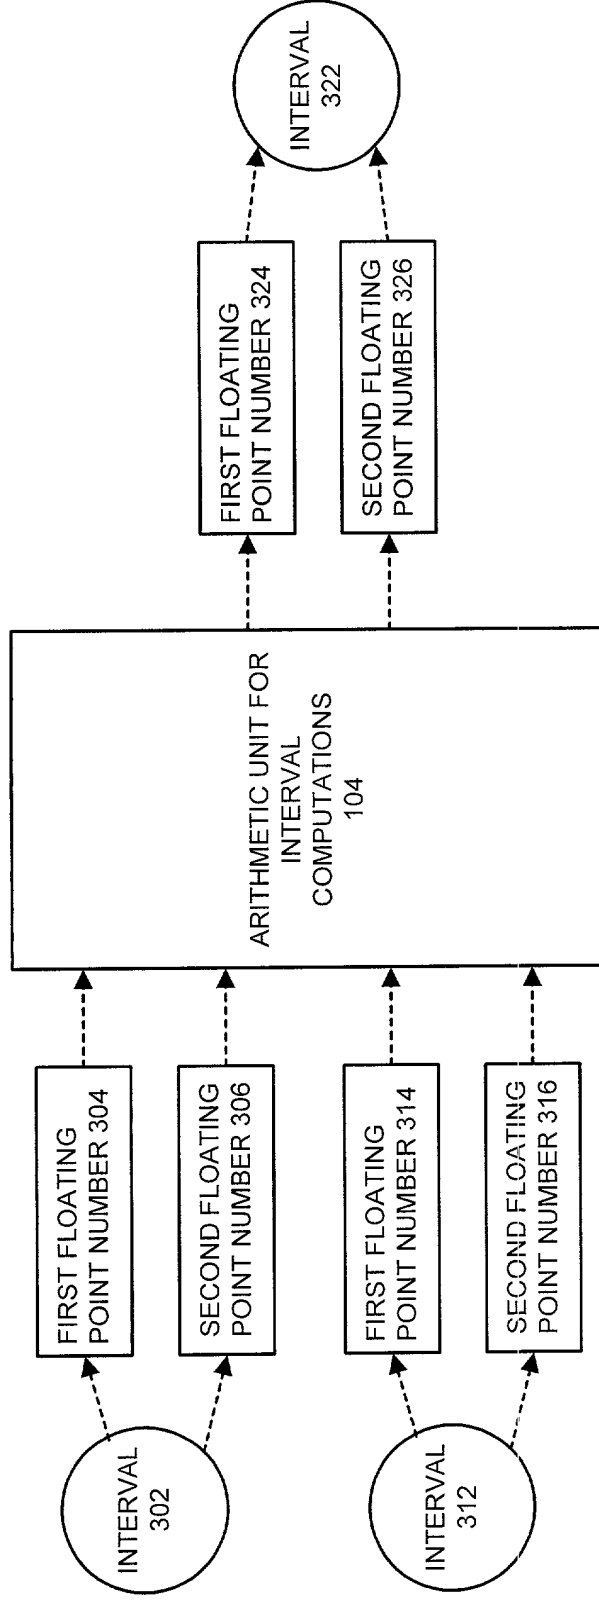 INTERVAL
302
FIRST FLOATING
POINT NUMBER 304
SECOND FLOATING
POINT NUMBER 306
INTERVAL
312
FIRST FLOATING
POINT NUMBER 314
SECOND FLOATING
POINT NUMBER 316
ARITHMETIC UNIT FOR
INTERVAL
COMPUTATIONS
104
FIRST FLOATING
POINT NUMBER 324
SECOND FLOATING
POINT NUMBER 326
INTERVAL
322